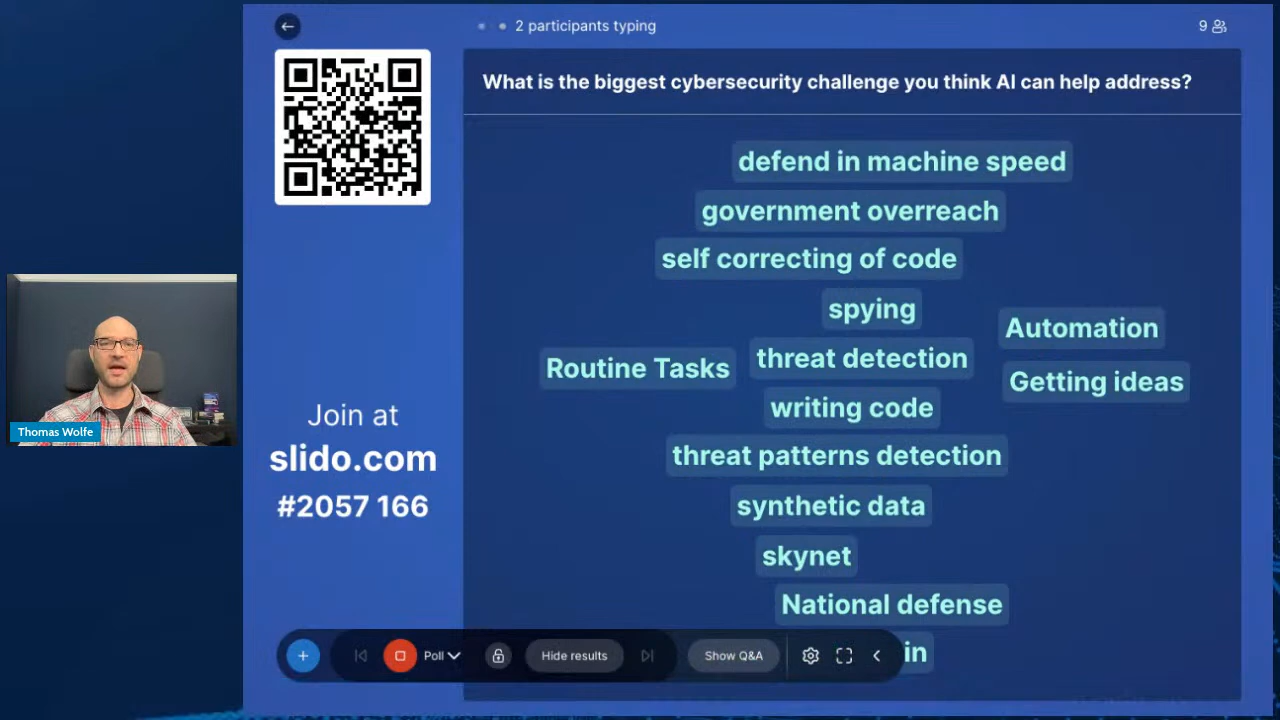 2 participants typing
9
What is the biggest cybersecurity challenge you think AI can help address?
defend in machine speed
government overreach
self correcting of code
spying
Automation
Routine Tasks
threat detection
Getting ideas
writing code
threat patterns detection
synthetic data
skynet
National defense
in
Join at
slido.com
#2057 166
Thomas Wolfe
Poll
Hide results
Show Q&A